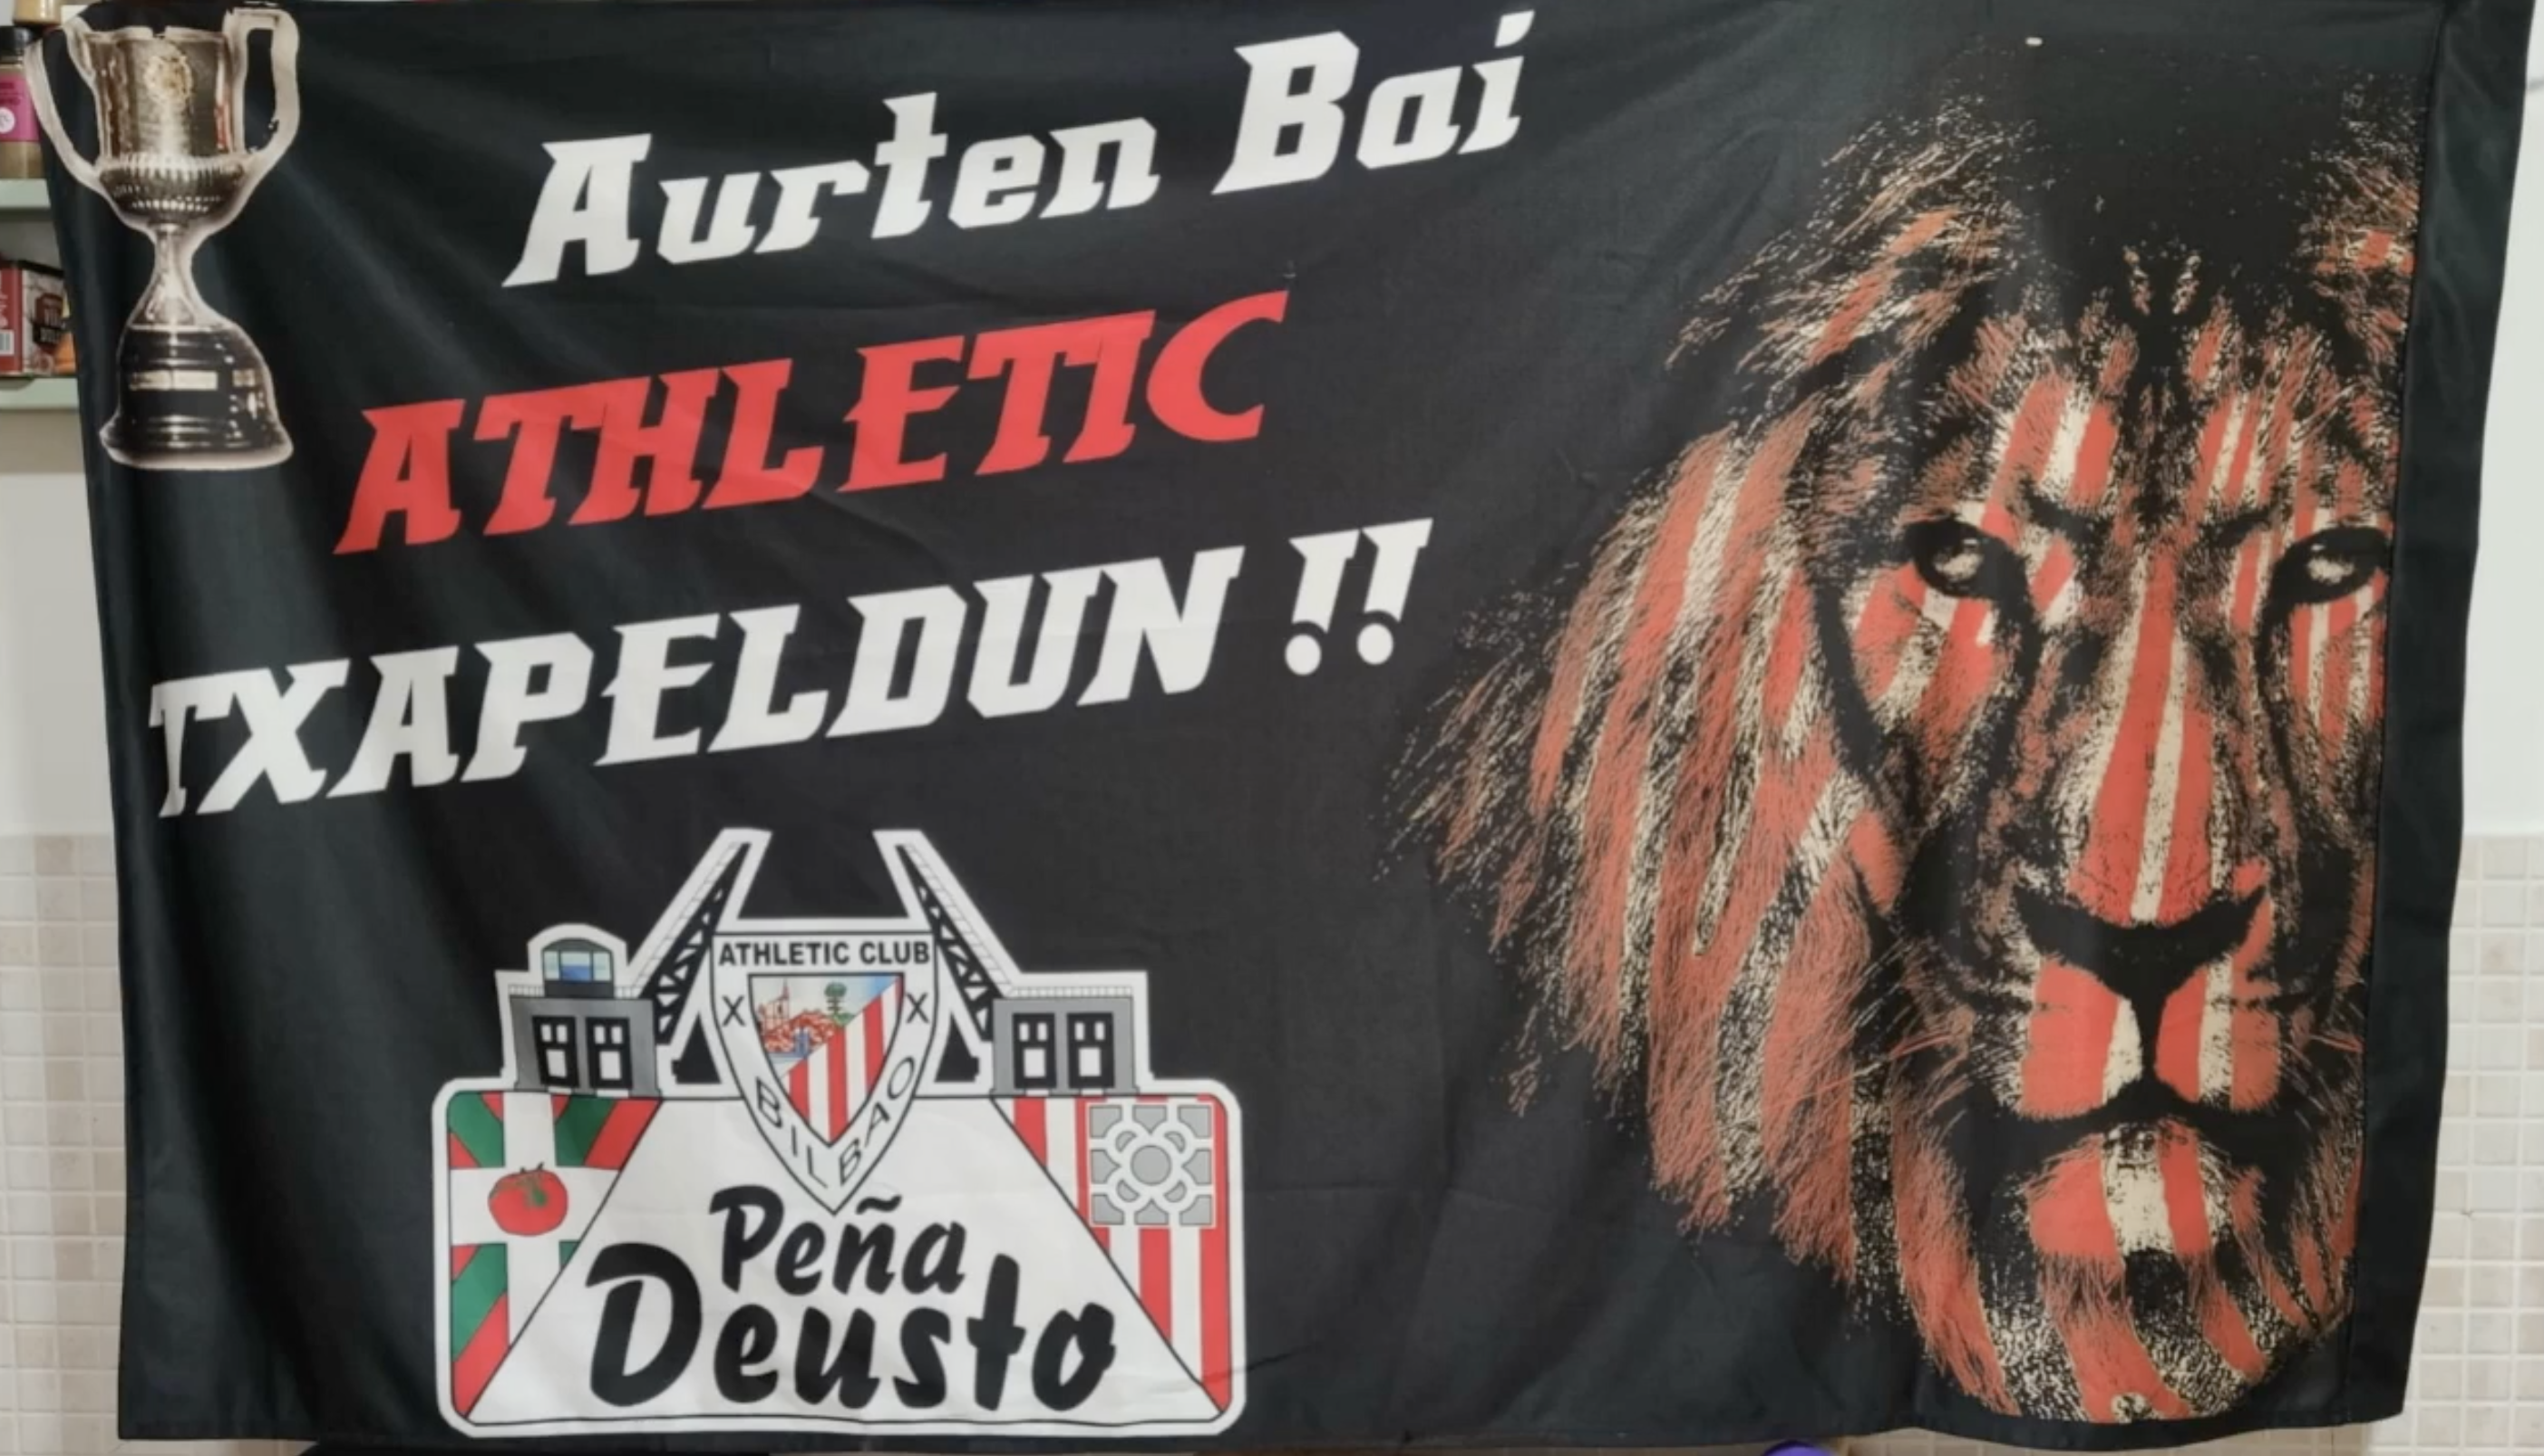 Aurten Bai
ATHLETIC
TXAPELDUN !!
ATHLETIC CLUB
X X
BILBAO
Peña
Deusto